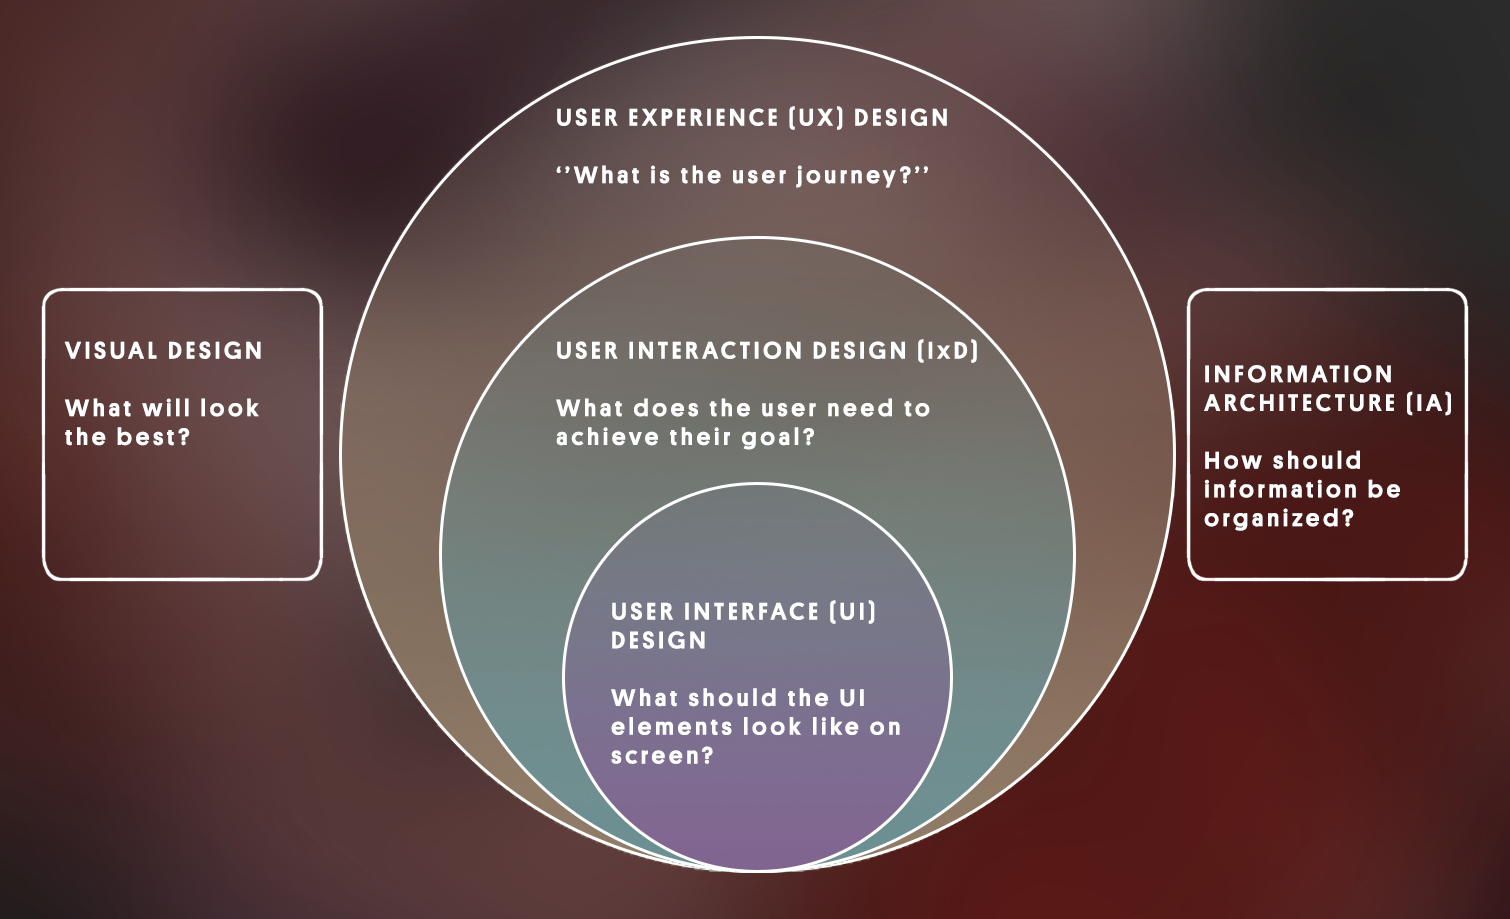 USER EXPERIENCE (UX) DESIGN
‘’What is the user journey?’’
VISUAL DESIGN
What will look
the best?
USER INTERACTION DESIGN (IxD)
What does the user need to
achieve their goal?
INFORMATION
ARCHITECTURE (IA)
How should
information be
organized?
USER INTERFACE (UI)
DESIGN
What should the UI
elements look like on
screen?